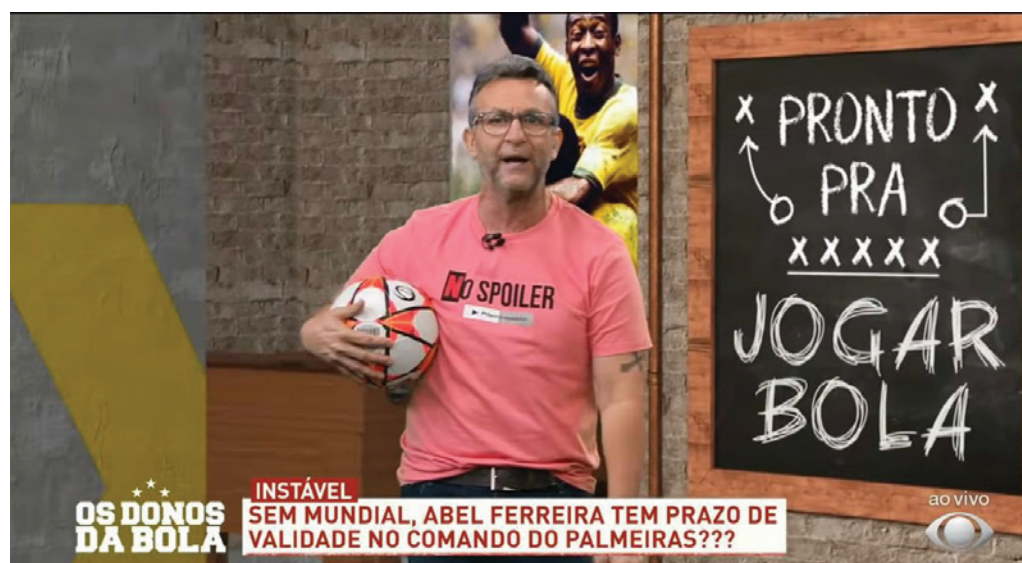 PRONTO
PRA
X X X X X
JOGAR
BOLA
NO SPOILER
INSTÁVEL
SEM MUNDIAL, ABEL FERREIRA TEM PRAZO DE
VALIDADE NO COMANDO DO PALMEIRAS???
OS DONOS
DA BOLA
ao vivo